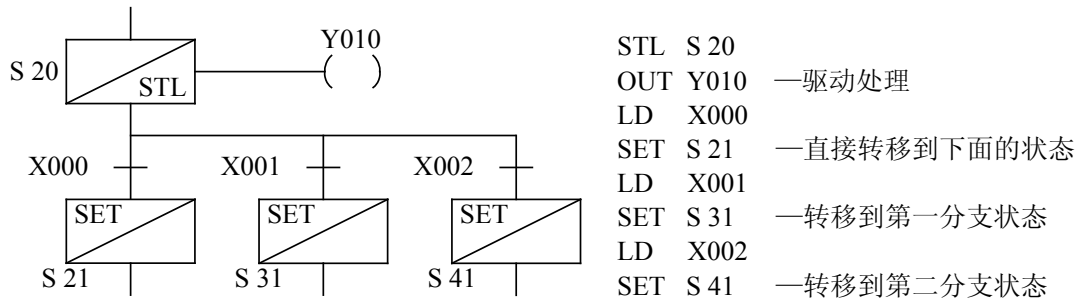 Y010
S 20
STL
X000
X001
X002
SET
SET
SET
S 21
S 31
S 41
STL S 20
OUT Y010 —驱动处理
LD X000
SET S 21 —直接转移到下面的状态
LD X001
SET S 31 —转移到第一分支状态
LD X002
SET S 41 —转移到第二分支状态